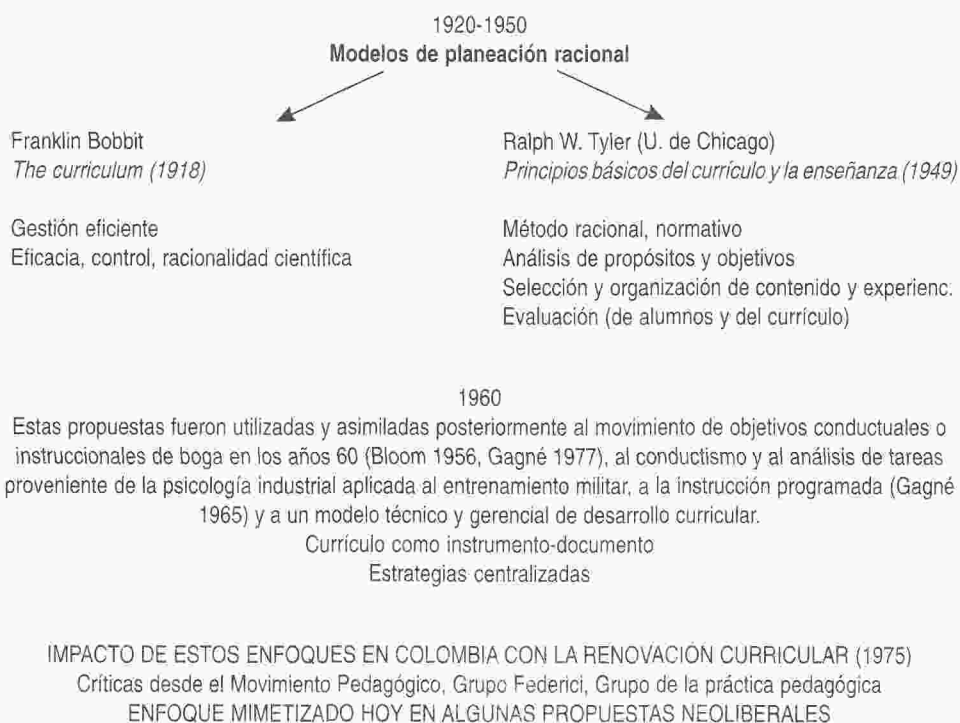 1920-1950
Modelos de planeación racional
Franklin Bobbit
The curriculum (1918)
Gestión eficiente
Eficacia, control, racionalidad científica
Ralph W. Tyler (U. de Chicago)
Principios básicos del currículo y la enseñanza (1949)
Método racional, normativo
Análisis de propósitos y objetivos
Selección y organización de contenido y experienc.
Evaluación (de alumnos y del currículo)
1960
Estas propuestas fueron utilizadas y asimiladas posteriormente al movimiento de objetivos conductuales o
instruccionales de boga en los años 60 (Bloom 1956, Gagné 1977), al conductismo y al análisis de tareas
proveniente de la psicología industrial aplicada al entrenamiento militar, a la instrucción programada (Gagné
1965) y a un modelo técnico y gerencial de desarrollo curricular.
Currículo como instrumento-documento
Estrategias centralizadas
IMPACTO DE ESTOS ENFOQUES EN COLOMBIA CON LA RENOVACIÓN CURRICULAR (1975)
Críticas desde el Movimiento Pedagógico, Grupo Federici, Grupo de la práctica pedagógica
ENFOQUE MIMETIZADO HOY EN ALGUNAS PROPUESTAS NEOLIBERALES